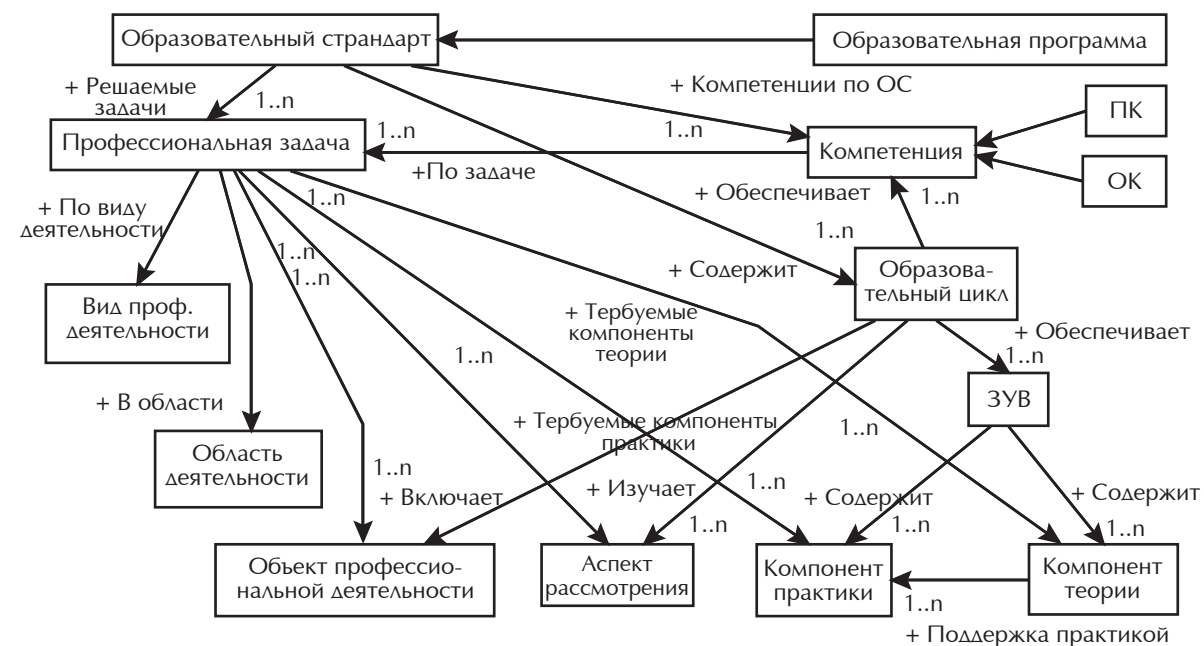 Образовательный страндарт
Образовательная программа
+ Решаемые
задачи
1..n
+ Компетенции по ОС
ПК
Профессиональная задача
1..n
1..n
Компетенция
+По задаче
ОК
+ По виду
деятельности
1..n
+ Обеспечивает
1..n
1..n
1..n
1..n
+ Содержит
Образова-
тельный цикл
Вид проф.
деятельности
+ Тербуемые
компоненты
теории
+ Обеспечивает
1..n
1..n
ЗУВ
+ В области
+ Тербуемые компоненты
практики
1..n
Область
деятельности
1..n
+ Включает
+ Изучает
1..n
+ Содержит
+ Содержит
1..n
1..n
1..n
Объект профессио-
нальной деятельности
Аспект
рассмотрения
Компонент
практики
Компонент
теории
1..n
+ Поддержка практикой